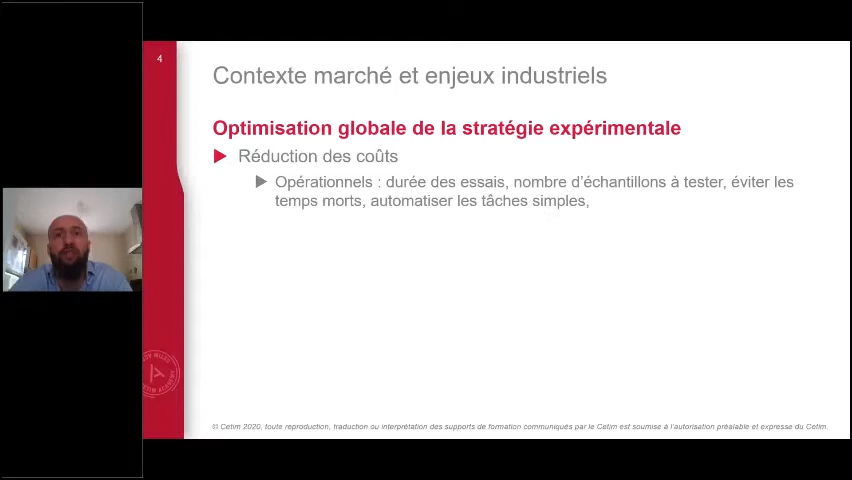 4
Contexte marché et enjeux industriels
Optimisation globale de la stratégie expérimentale
Réduction des coûts
Opérationnels : durée des essais, nombre d'échantillons à tester, éviter les
temps morts, automatiser les tâches simples,
© Cetim 2020, toute reproduction, traduction ou interprétation des supports de formation communiqués par le Cetim est soumise à l'autorisation préalable et expresse du Cetim.